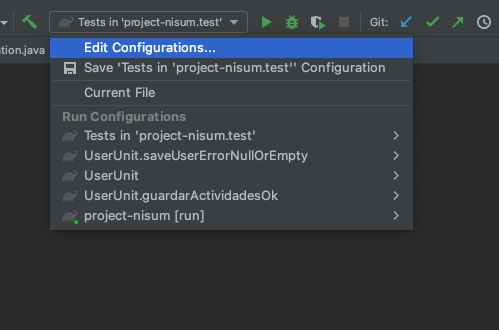 Tests in 'project-nisum.test'
Git:
ation.java
Edit Configurations...
Save 'Tests in 'project-nisum.test'' Configuration
Current File
Run Configurations
Tests in 'project-nisum.test'
UserUnit.saveUserErrorNullOrEmpty
UserUnit
UserUnit.guardarActividadesOk
project-nisum [run]